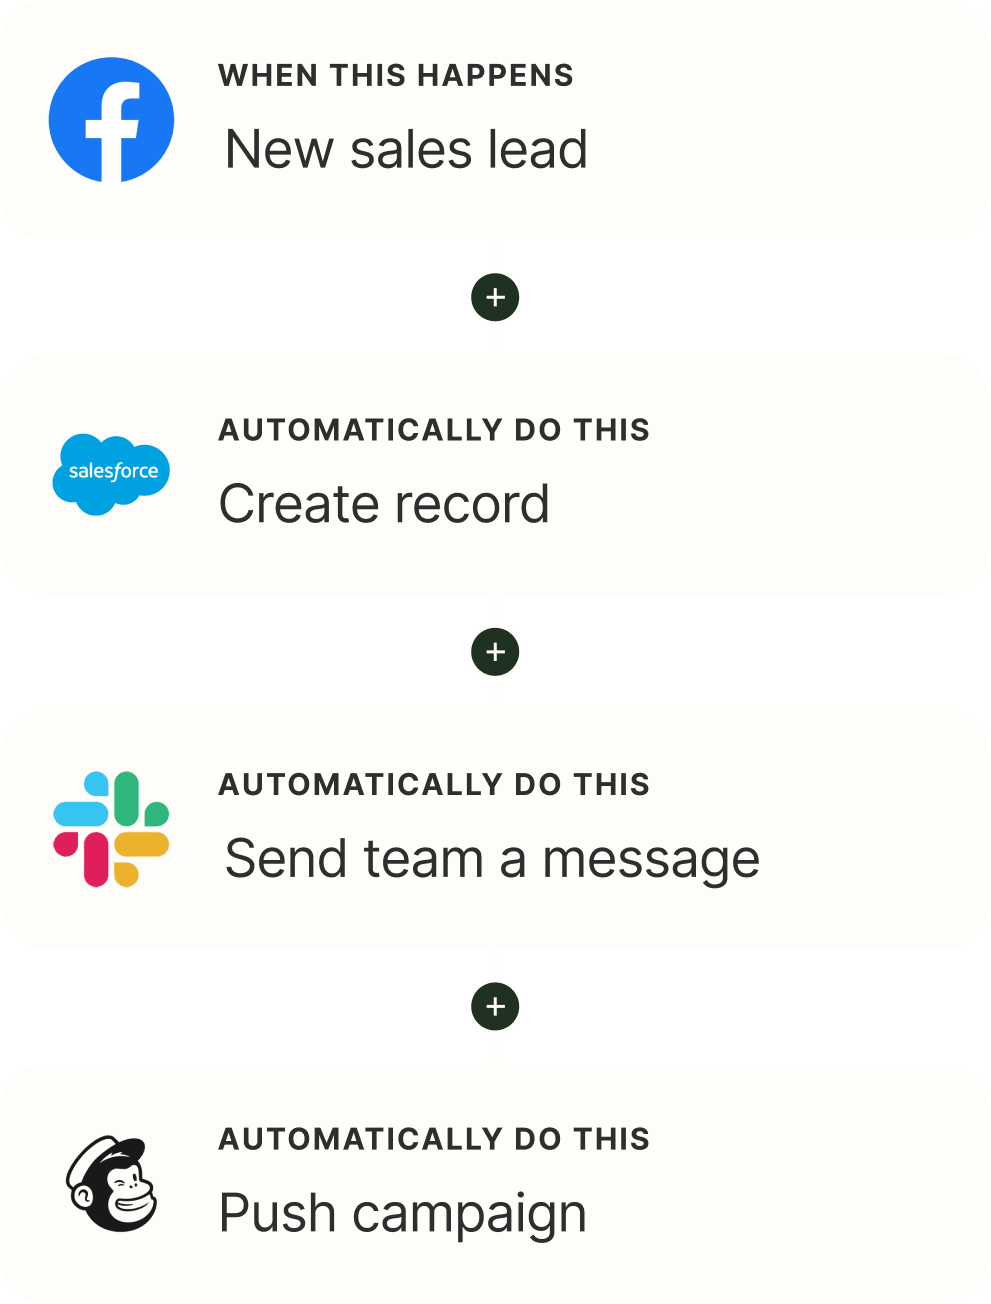 WHEN THIS HAPPENS
New sales lead
AUTOMATICALLY DO THIS
salesforce
Create record
AUTOMATICALLY DO THIS
Send team a message
AUTOMATICALLY DO THIS
Push campaign